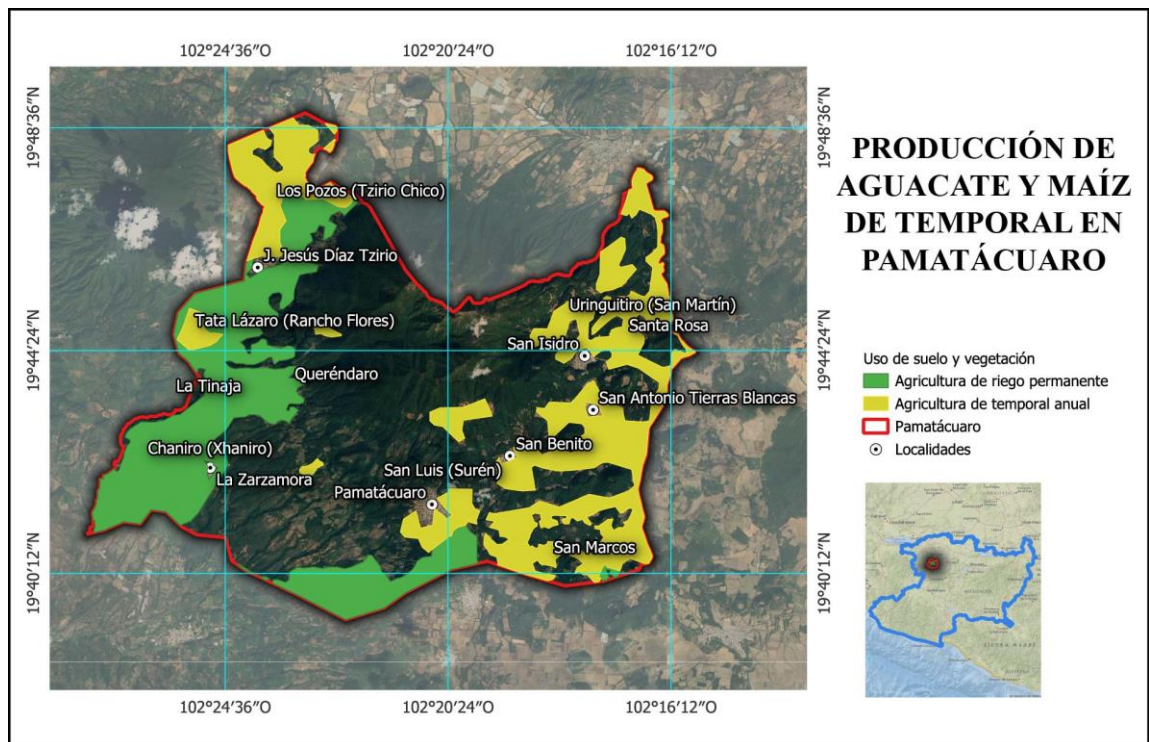 102°24′36″O
102°20′24″O
102°16′12″O
19°48′36″N
19°44′24″N
19°40′12″N
19°48′36″N
19°44′24″N
19°40′12″N
Los Pozos (Tzirio Chico)
J. Jesús Díaz Tzirio
Tata Lázaro (Rancho Flores)
Uringuitiro (San Martín)
Santa Rosa
San Isidro
Queréndaro
La Tinaja
San Antonio Tierras Blancas
Chaniro (Xhaniro)
San Benito
La Zarzamora
San Luis (Surén)
Pamatácuaro
San Marcos
102°24′36″O
102°20′24″O
102°16′12″O
PRODUCCIÓN DE
AGUACATE Y MAÍZ
DE TEMPORAL EN
PAMATÁCUARO
Uso de suelo y vegetación
Agricultura de riego permanente
Agricultura de temporal anual
Pamatácuaro
Localidades